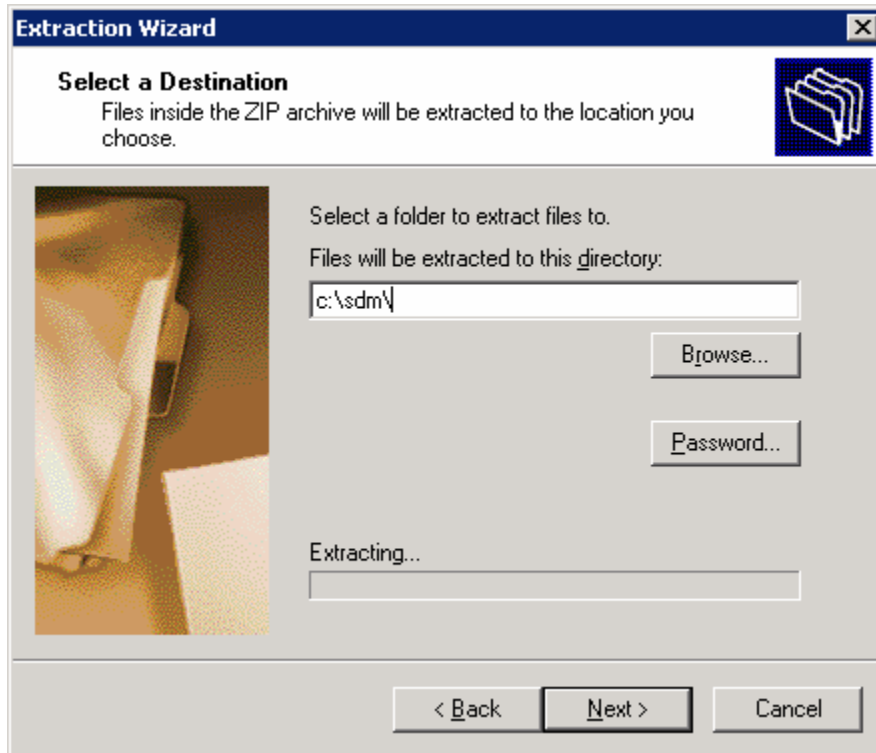 Extraction Wizard
Select a Destination
Files inside the ZIP archive will be extracted to the location you
choose.
Select a folder to extract files to.
Files will be extracted to this directory:
c:\sdm\
Browse...
Password...
Extracting...
< Back
Next >
Cancel